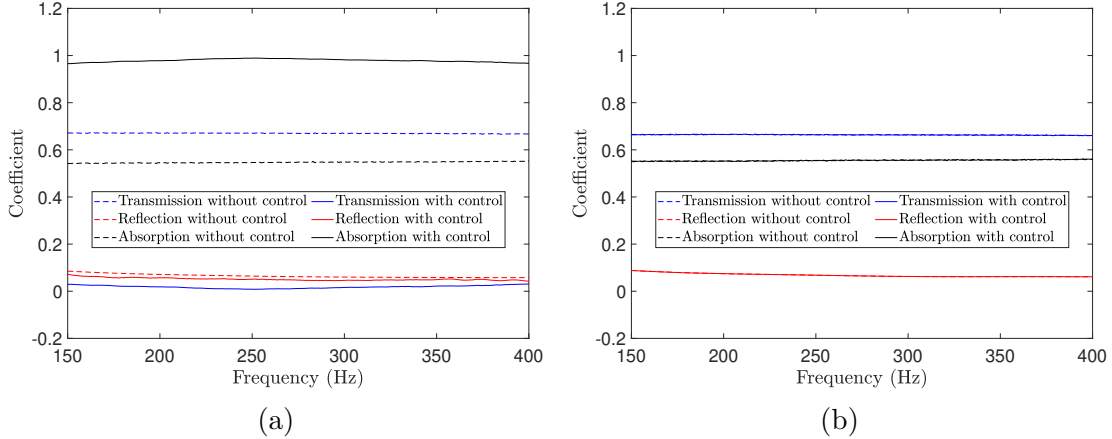 1.2
1
0.8
0.6
0.4
0.2
0
-0.2
Coefficient
Transmission without control
Reflection without control
Absorption without control
Transmission with control
Reflection with control
Absorption with control
150 200 250 300 350 400
Frequency (Hz)
(a)
1.2
1
0.8
0.6
0.4
0.2
0
-0.2
Coefficient
Transmission without control
Reflection without control
Absorption without control
Transmission with control
Reflection with control
Absorption with control
150 200 250 300 350 400
Frequency (Hz)
(b)